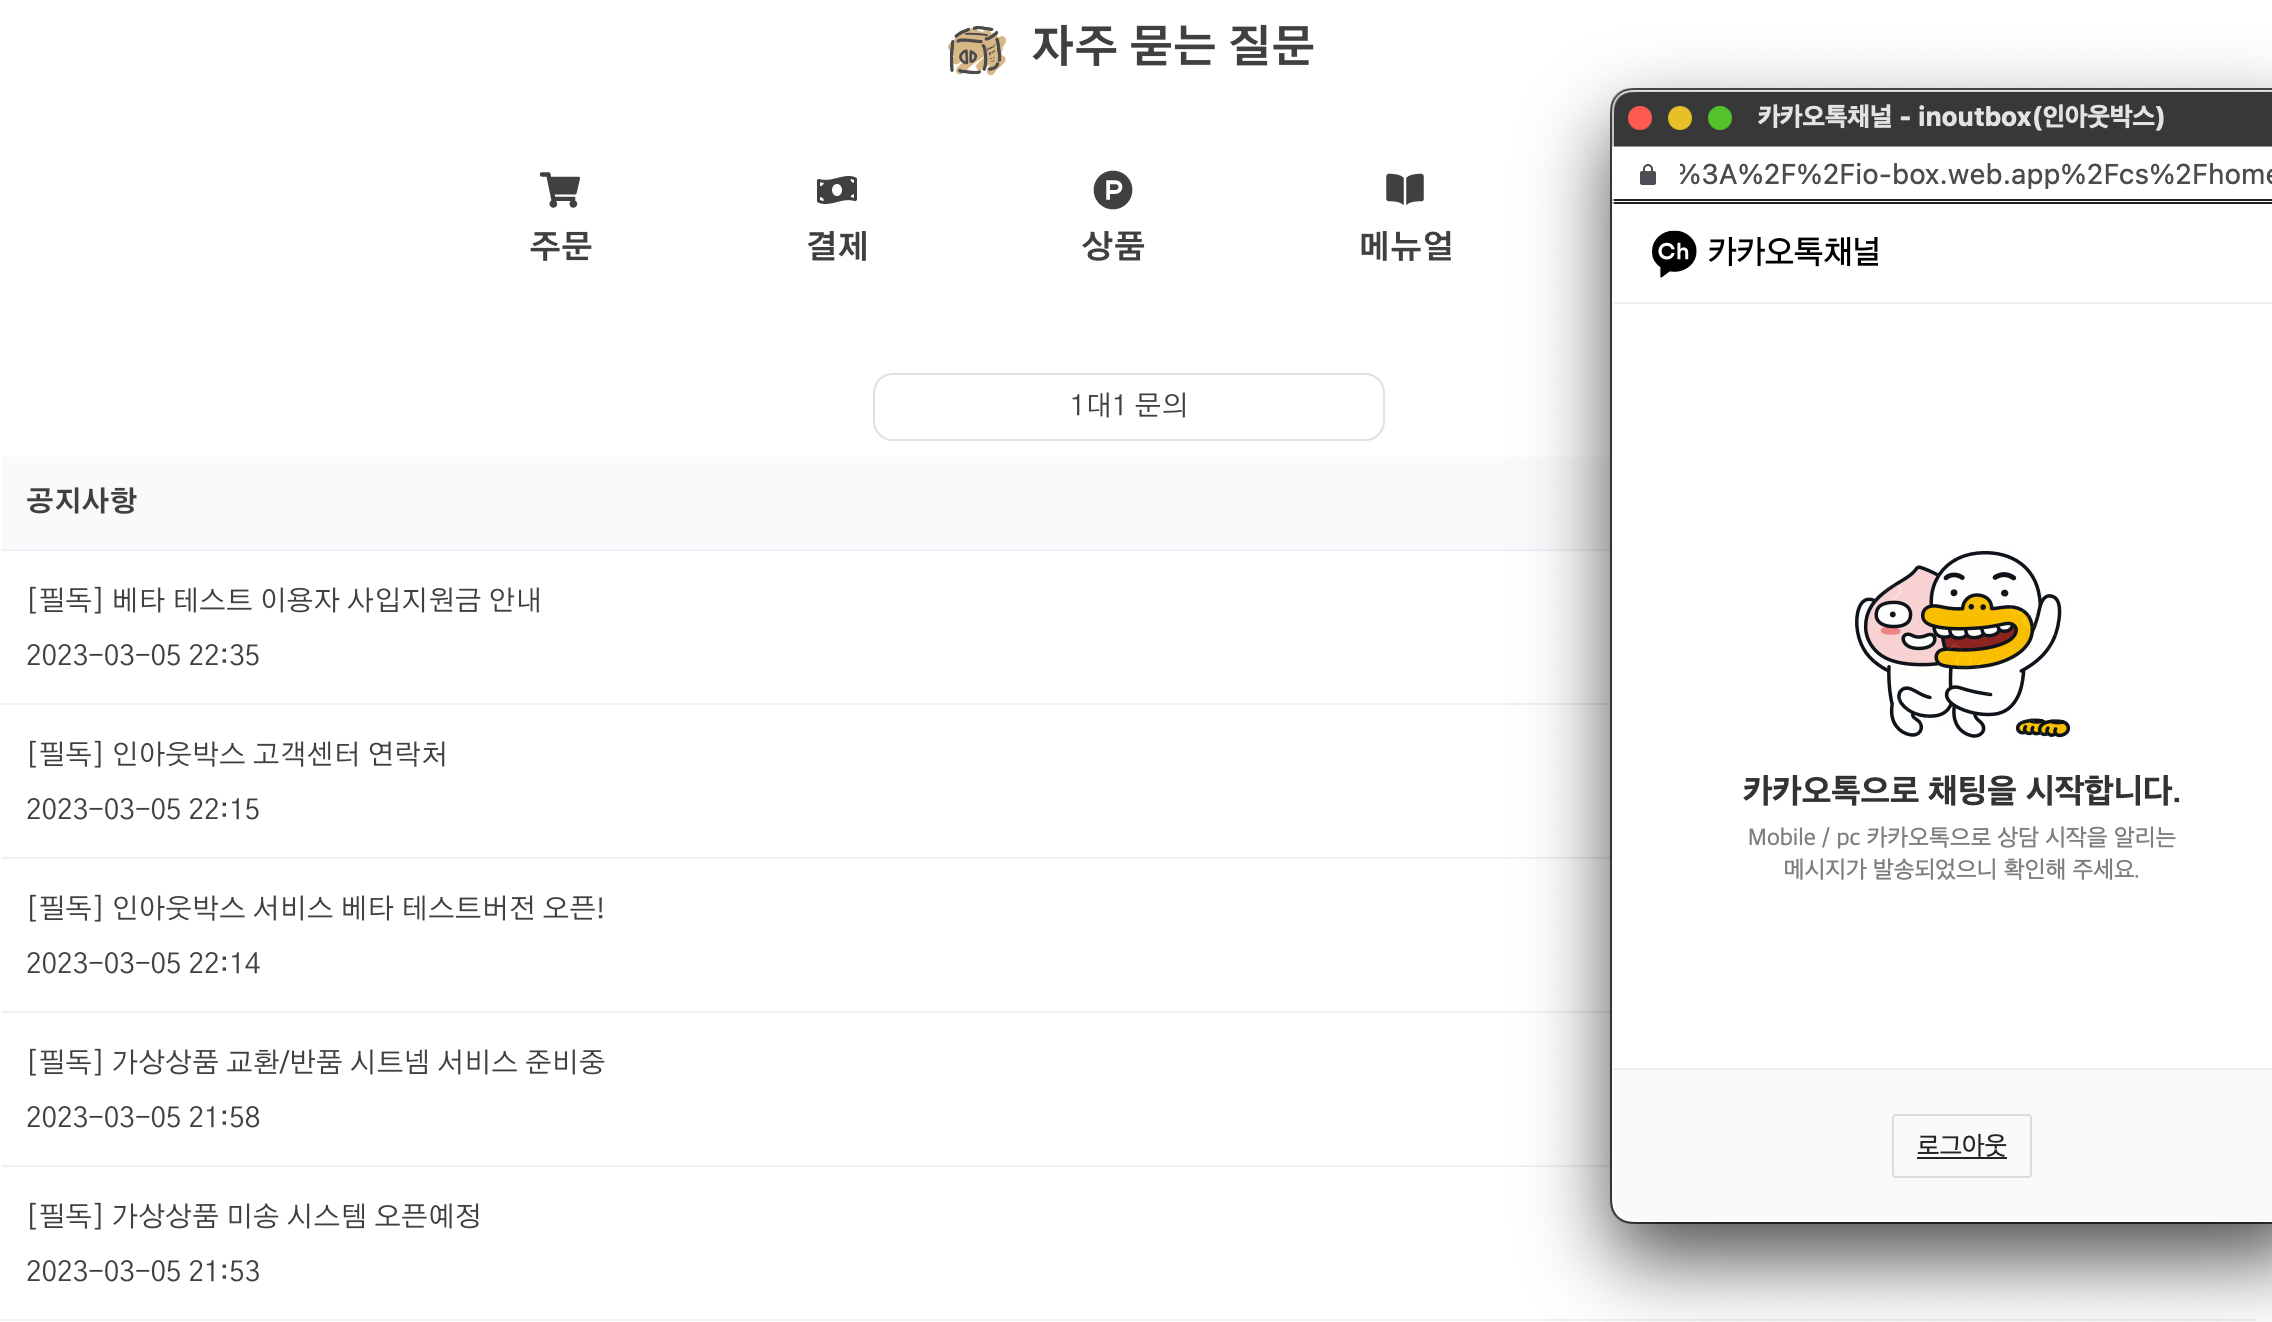 자주 묻는 질문
주문
결제
상품
메뉴얼
1대1 문의
공지사항
[필독] 베타 테스트 이용자 사입지원금 안내
2023-03-05 22:35
[필독] 인아웃박스 고객센터 연락처
2023-03-05 22:15
[필독] 인아웃박스 서비스 베타 테스트버전 오픈!
2023-03-05 22:14
[필독] 가상상품 교환/반품 시트넴 서비스 준비중
2023-03-05 21:58
[필독] 가상상품 미송 시스템 오픈예정
2023-03-05 21:53
카카오톡채널 - inoutbox(인아웃박스)
%3A%2F%2Fio-box.web.app%2Fcs%2Fhome
Ch 카카오톡채널
카카오톡으로 채팅을 시작합니다.
Mobile / pc 카카오톡으로 상담 시작을 알리는
메시지가 발송되었으니 확인해 주세요.
로그아웃